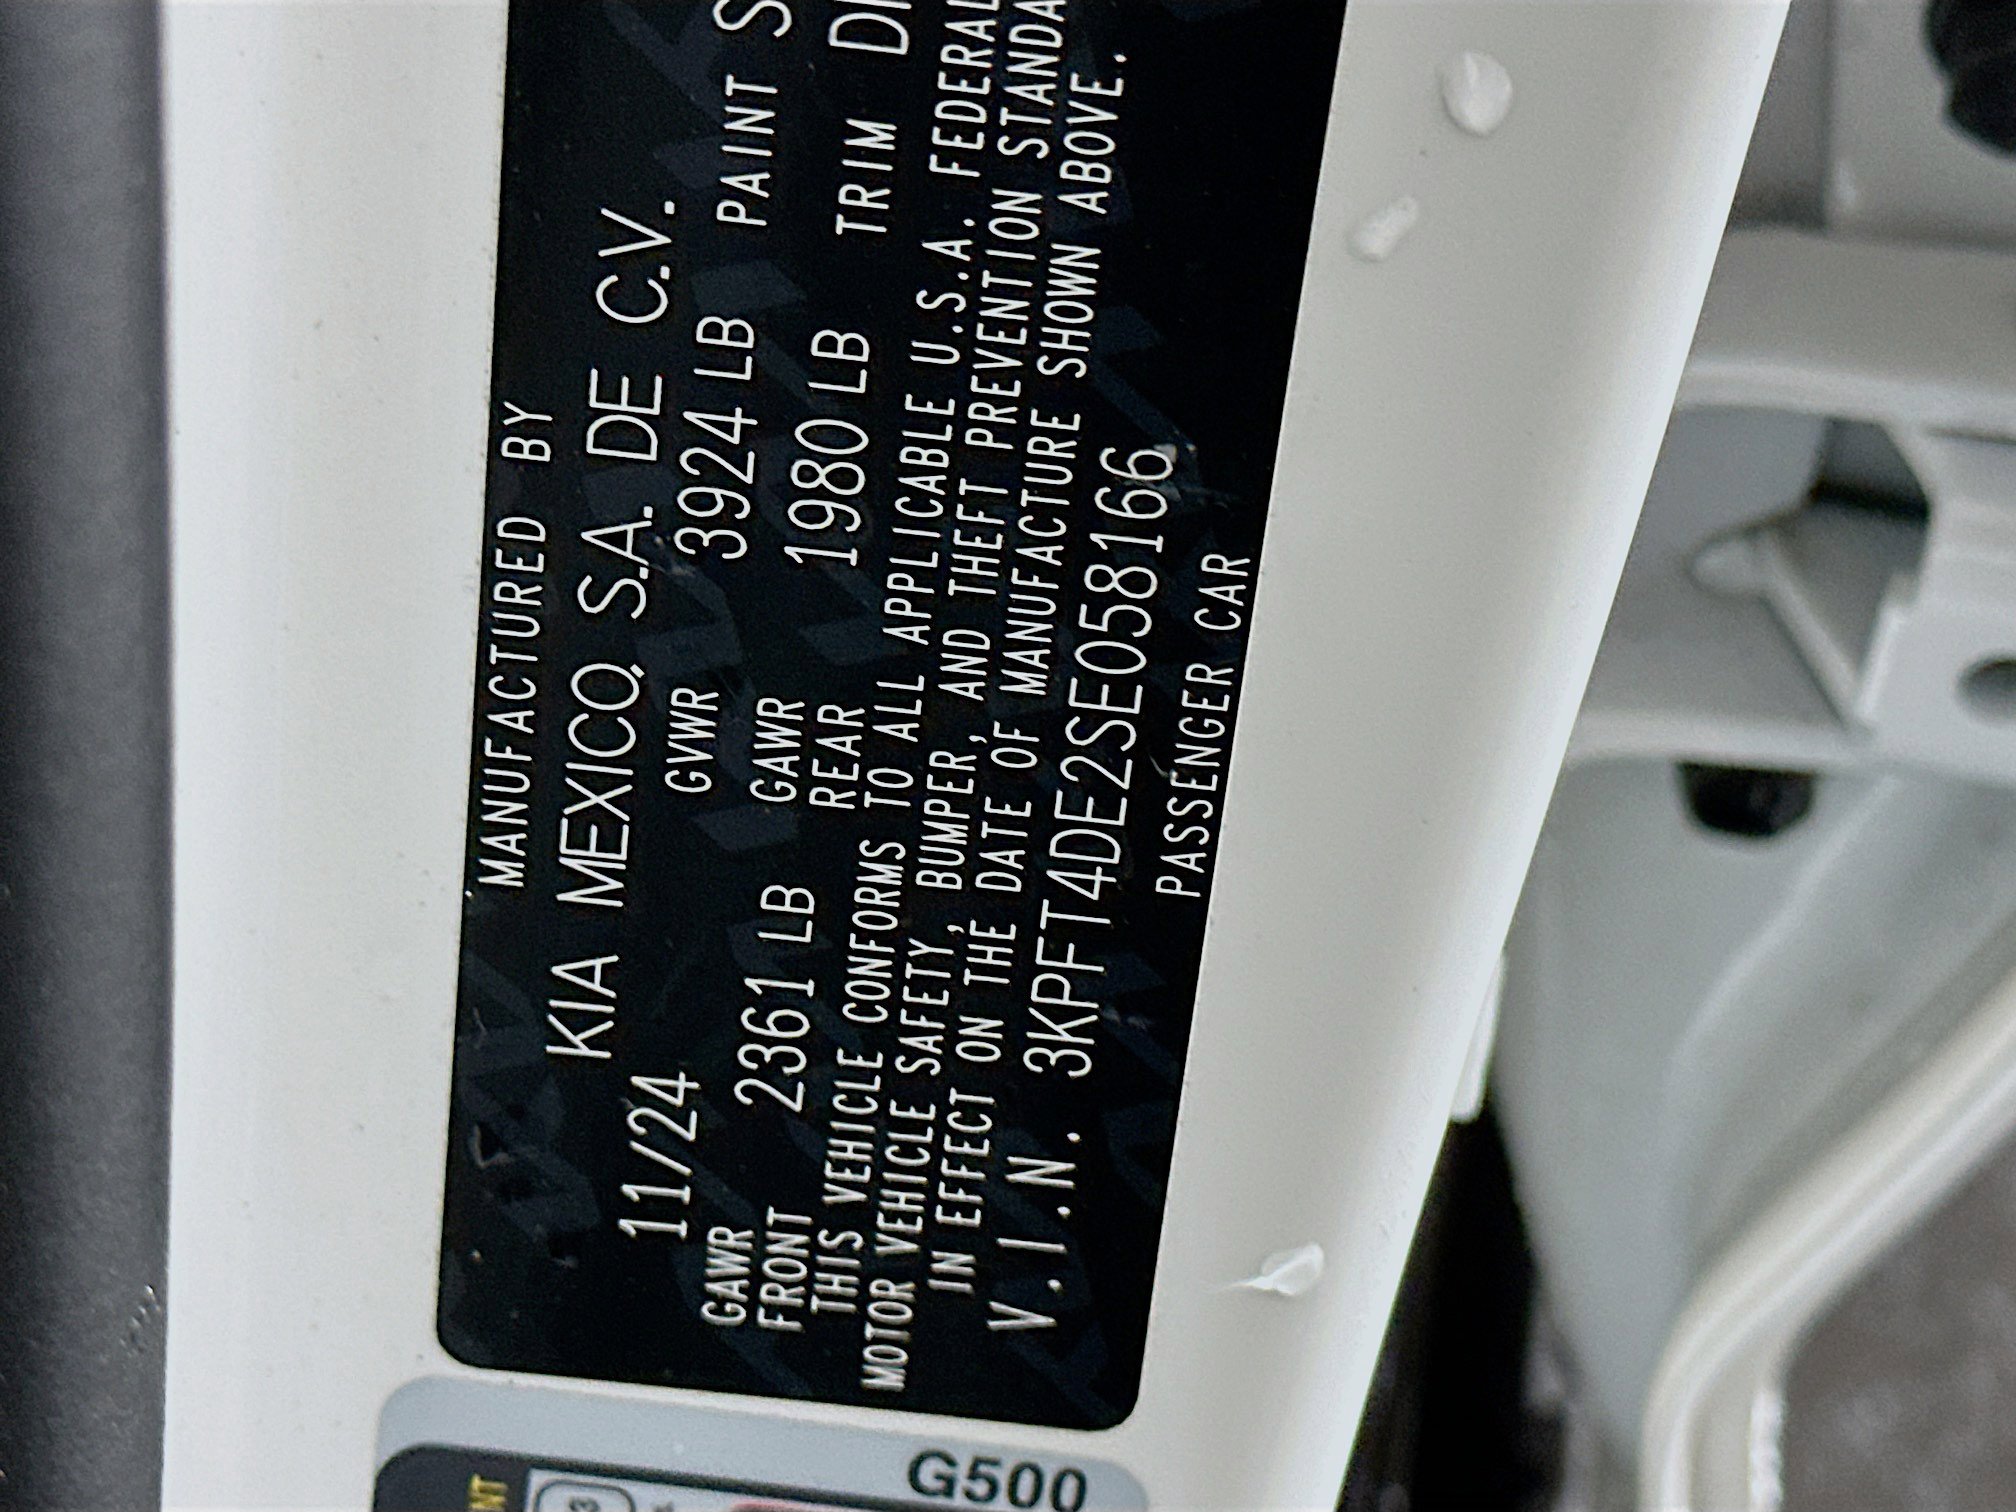 MANUFACTURED BY
KIA MEXICO, S.A. DE C.V.
11/24 GVWR 3924 LB PAINT S
GAWR FRONT 2361 LB GAWR REAR 1980 LB TRIM
THIS VEHICLE CONFORMS TO ALL APPLICABLE U.S.A. FEDERAL
MOTOR VEHICLE SAFETY, BUMPER, AND THEFT PREVENTION STANDA
IN EFFECT ON THE DATE OF MANUFACTURE SHOWN ABOVE.
V.I.N. 3KPFT4DE2SE058166
PASSENGER CAR
G500